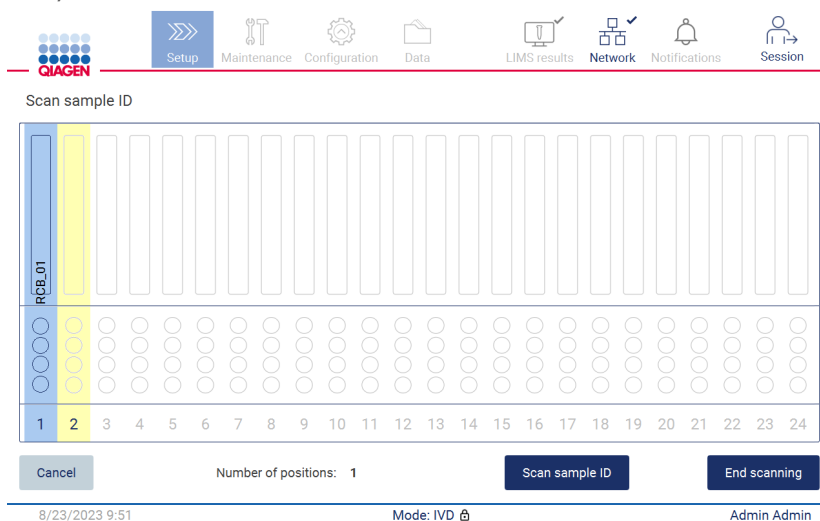 Setup Maintenance Configuration Data LIMS results Network Notifications Session
QIAGEN
Scan sample ID
RCB_01
1 2 3 4 5 6 7 8 9 10 11 12 13 14 15 16 17 18 19 20 21 22 23 24
Cancel Number of positions: 1 Scan sample ID End scanning
8/23/2023 9:51 Mode: IVD Admin Admin